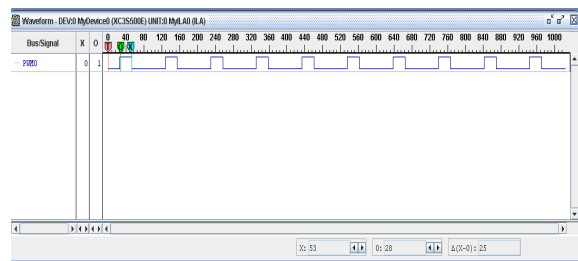 Waveform - DEV:0 MyDevice0 (XC3S500E) UNIT:0 MyILA0 (ILA)
Bus/Signal X O 0 40 80 120 160 200 240 280 320 360 400 440 480 520 560 600 640 680 720 760 800 840 880 920 960 1000
PWM0 0 1
X: 53 O: 28 Δ(X-O): 25